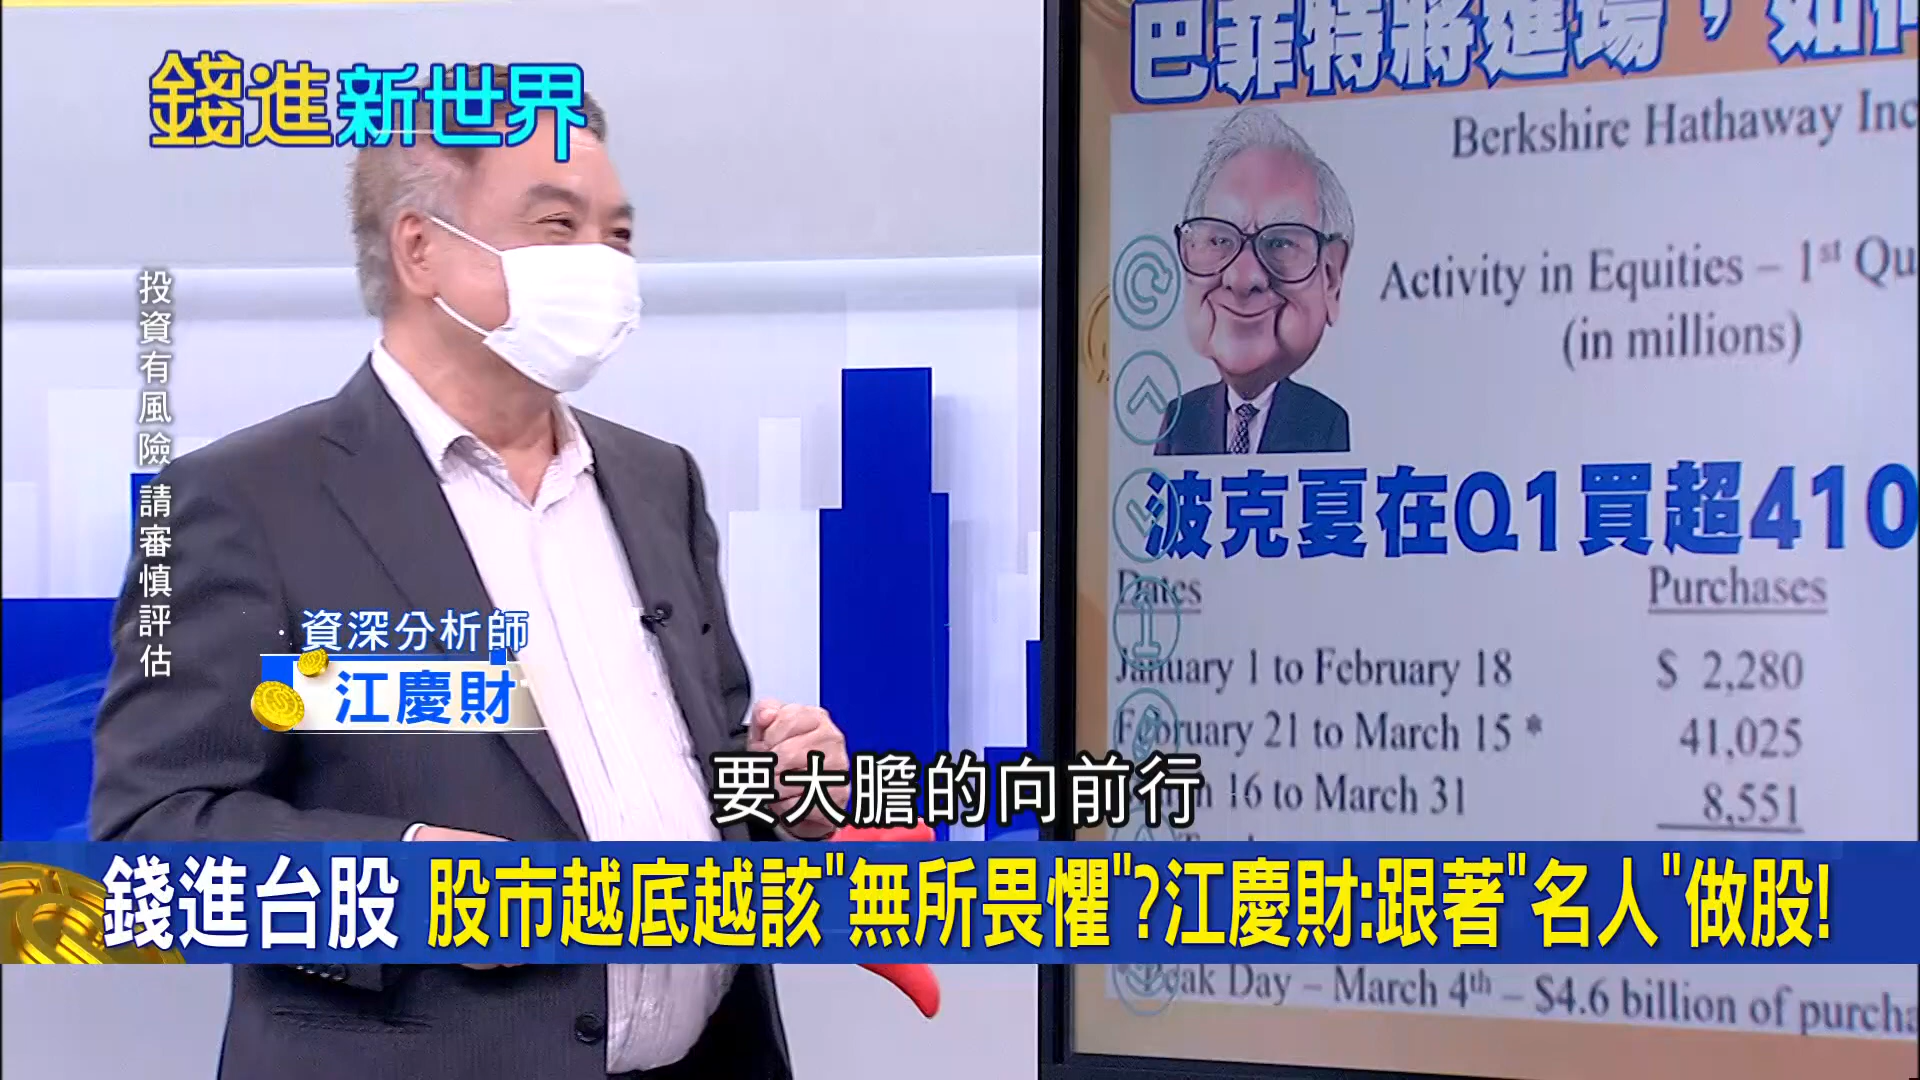 錢進新世界
投資有風險 請審慎評估
資深分析師
江慶財
巴菲特將進場,如
Berkshire Hathaway Inc
Activity in Equities – 1st Qu
(in millions)
波克夏在Q1買超410
Dates Purchases
January 1 to February 18 $ 2,280
February 21 to March 15 * 41,025
16 to March 31 8,551
要大膽的向前行
錢進台股 股市越底越該"無所畏懼"?江慶財:跟著"名人"做股!
Peak Day – March 4th – $4.6 billion of purcha